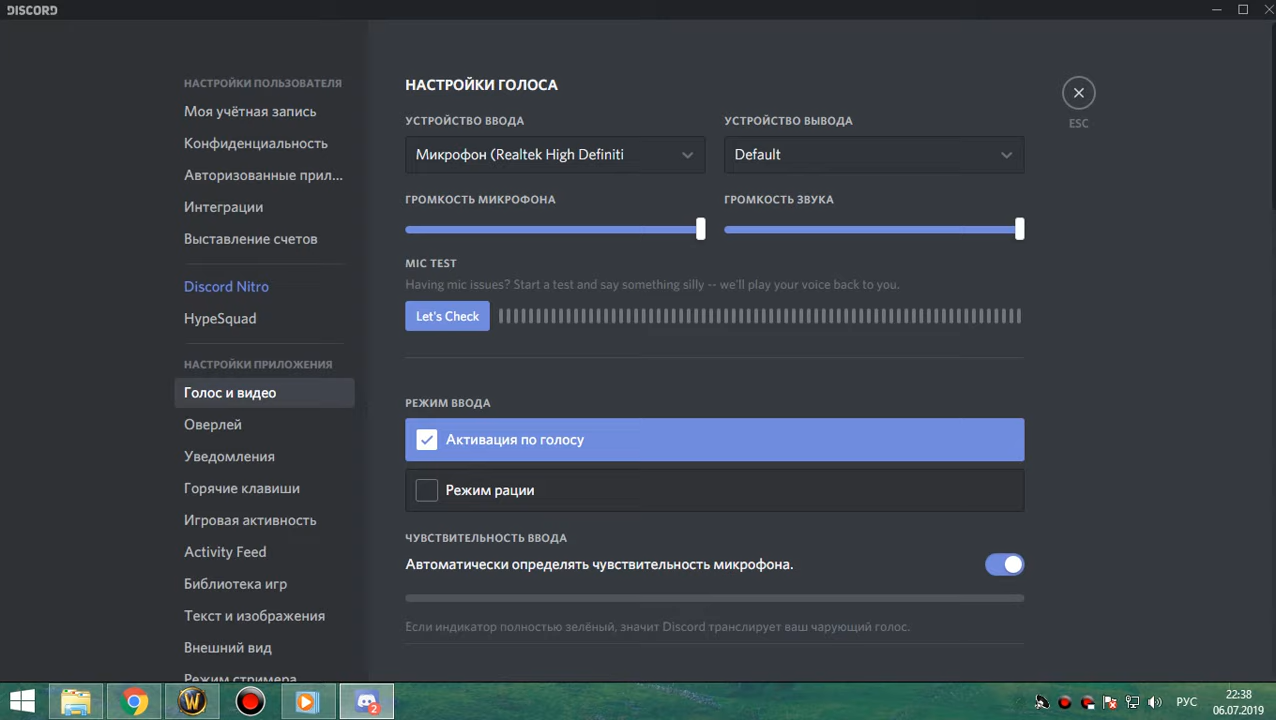 DISCORD
НАСТРОЙКИ ПОЛЬЗОВАТЕЛЯ
Моя учётная запись
Конфиденциальность
Авторизованные прил...
Интеграции
Выставление счетов
Discord Nitro
HypeSquad
НАСТРОЙКИ ПРИЛОЖЕНИЯ
Голос и видео
Оверлей
Уведомления
Горячие клавиши
Игровая активность
Activity Feed
Библиотека игр
Текст и изображения
Внешний вид
Режим стримера
НАСТРОЙКИ ГОЛОСА
УСТРОЙСТВО ВВОДА
УСТРОЙСТВО ВЫВОДА
Микрофон (Realtek High Definiti
Default
ГРОМКОСТЬ МИКРОФОНА
ГРОМКОСТЬ ЗВУКА
MIC TEST
Having mic issues? Start a test and say something silly -- we'll play your voice back to you.
Let's Check
РЕЖИМ ВВОДА
Активация по голосу
Режим рации
ЧУВСТВИТЕЛЬНОСТЬ ВВОДА
Автоматически определять чувствительность микрофона.
Если индикатор полностью зелёный, значит Discord транслирует ваш чарующий голос.
ESC
W
2
РУС
22:38
06.07.2019